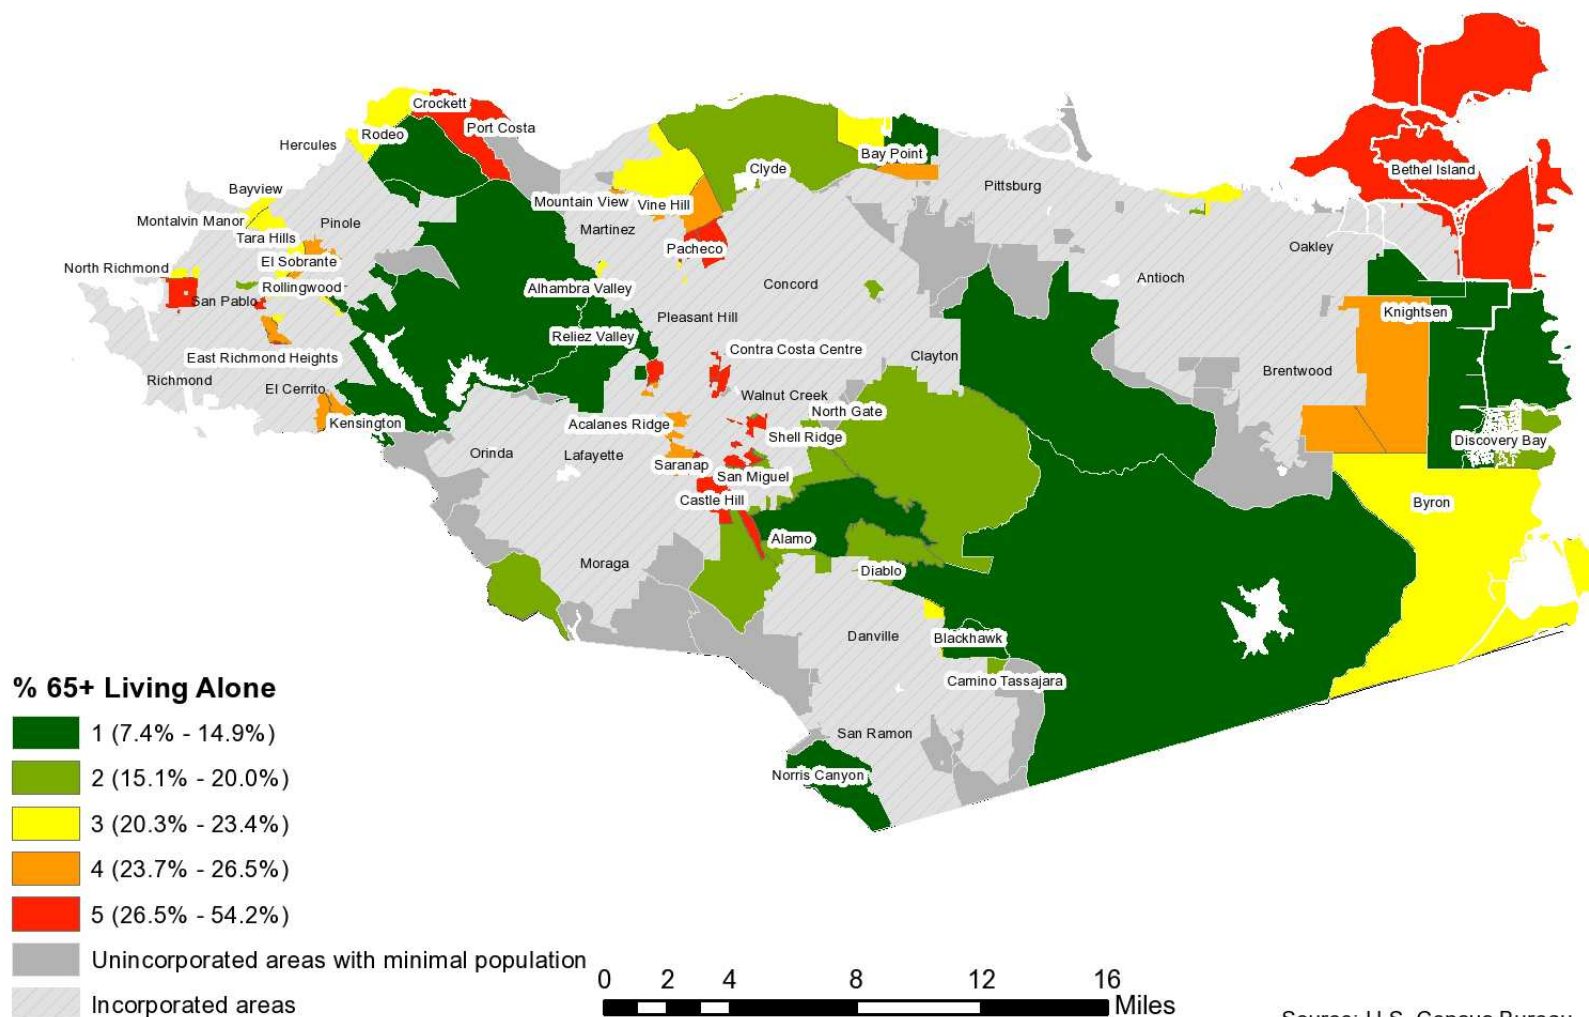 Crockett
Port Costa
Rodeo
Hercules
Bay Point
Clyde
Bethel Island
Pittsburg
Bayview
Mountain View
Vine Hill
Montalvin Manor
Pinole
Martinez
Tara Hills
Pacheco
Oakley
El Sobrante
North Richmond
Antioch
Concord
Rollingwood
Alhambra Valley
San Pablo
Knightsen
Pleasant Hill
Reliez Valley
Contra Costa Centre
East Richmond Heights
Clayton
Brentwood
Richmond
El Cerrito
Walnut Creek
North Gate
Kensington
Acalanes Ridge
Shell Ridge
Discovery Bay
Orinda
Lafayette
Saranap
San Miguel
Castle Hill
Byron
Alamo
Moraga
Diablo
Danville
Blackhawk
Camino Tassajara
San Ramon
Norris Canyon
% 65+ Living Alone
1 (7.4% - 14.9%)
2 (15.1% - 20.0%)
3 (20.3% - 23.4%)
4 (23.7% - 26.5%)
5 (26.5% - 54.2%)
Unincorporated areas with minimal population
Incorporated areas
0 2 4 8 12 16
Miles
Source: U.S. Census Bureau